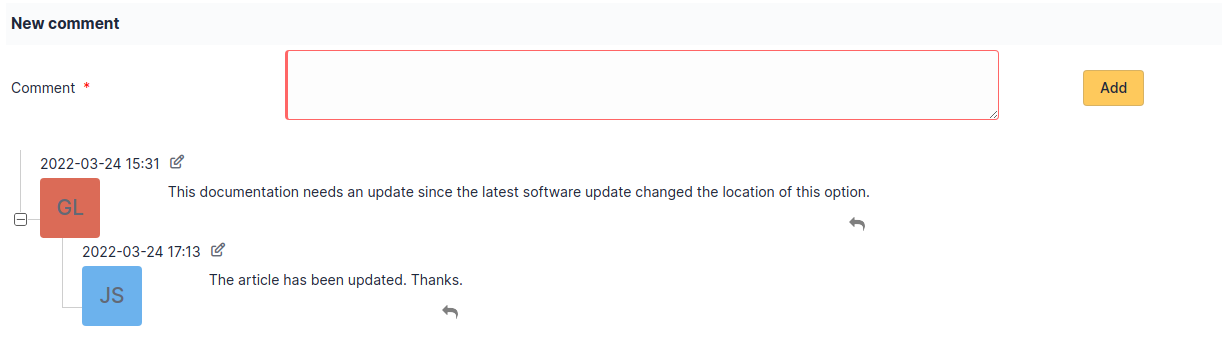 New comment
Comment *
Add
2022-03-24 15:31
GL
This documentation needs an update since the latest software update changed the location of this option.
2022-03-24 17:13
JS
The article has been updated. Thanks.